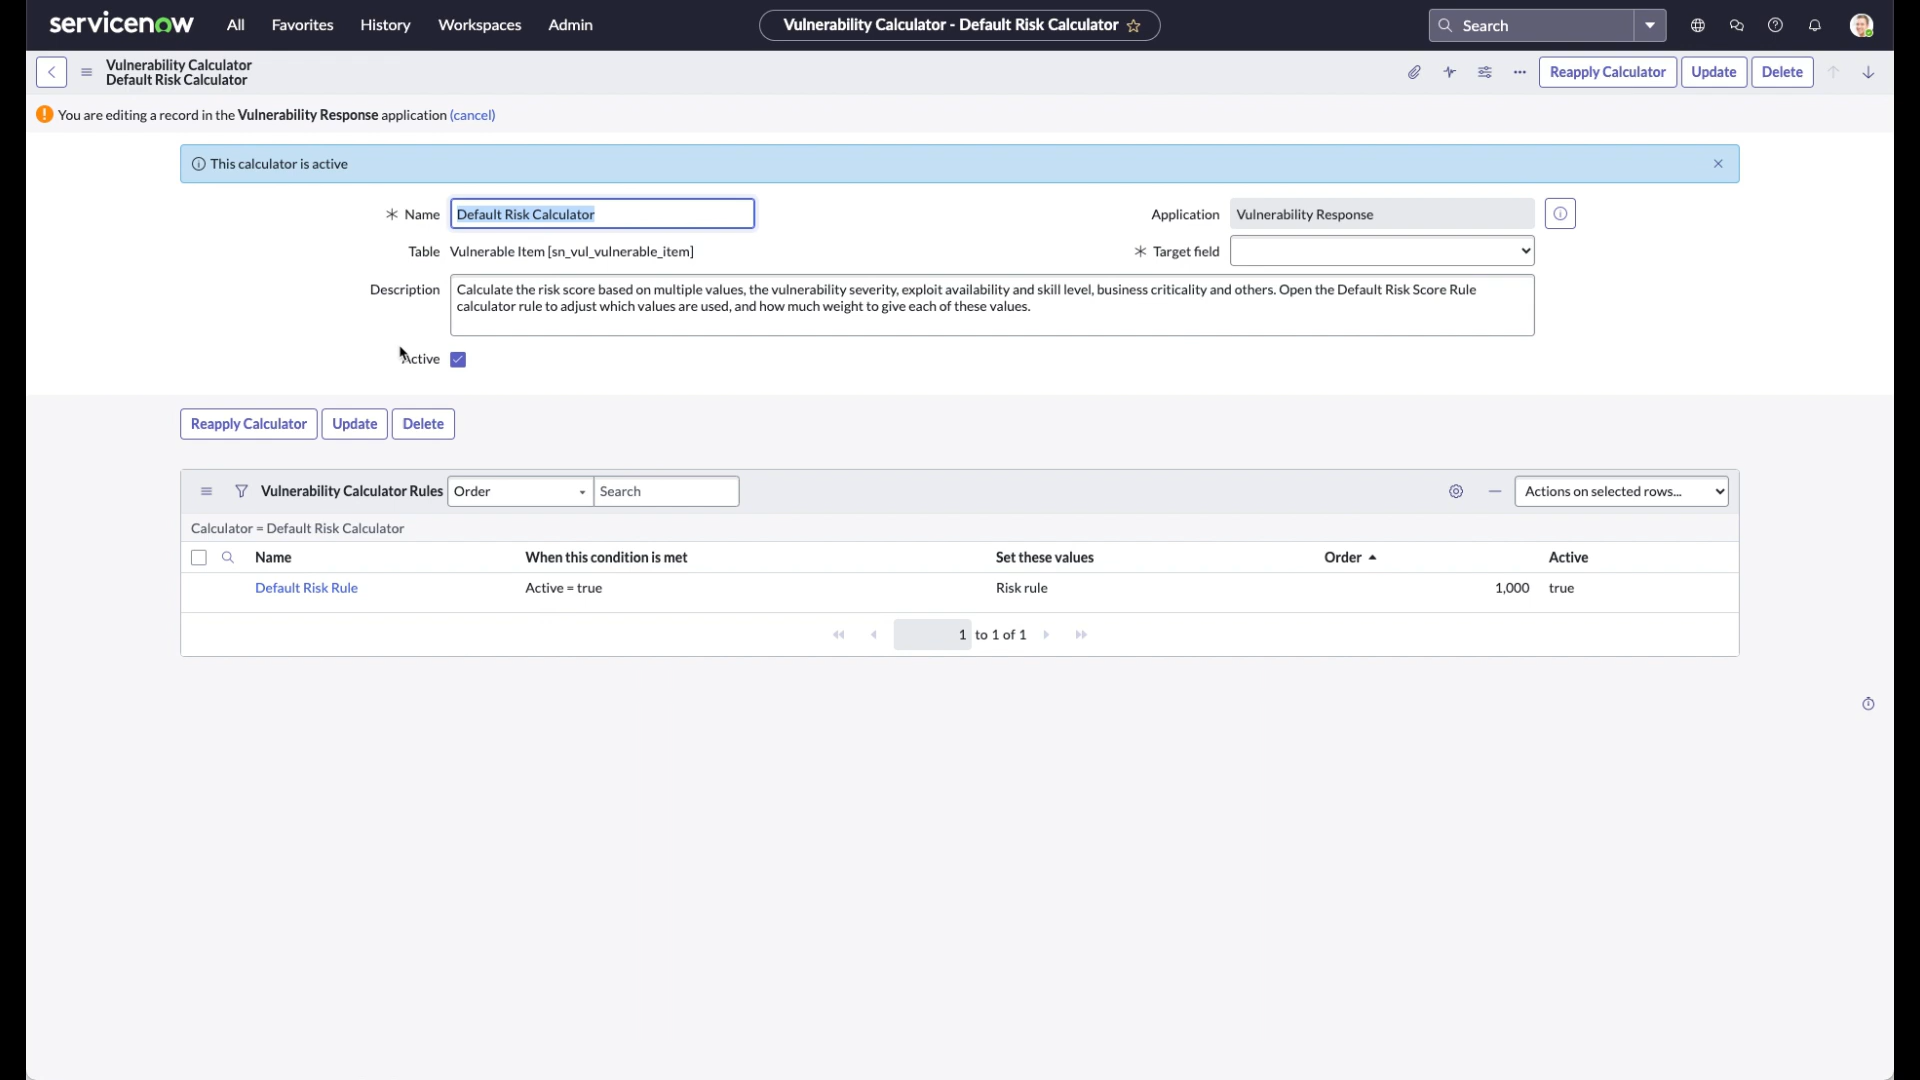 servicenow All Favorites History Workspaces Admin Vulnerability Calculator - Default Risk Calculator Search
Vulnerability Calculator
Default Risk Calculator
Reapply Calculator Update Delete
You are editing a record in the Vulnerability Response application (cancel)
This calculator is active
Name Default Risk Calculator Application Vulnerability Response
Table Vulnerable Item [sn_vul_vulnerable_item] Target field
Description Calculate the risk score based on multiple values, the vulnerability severity, exploit availability and skill level, business criticality and others. Open the Default Risk Score Rule
calculator rule to adjust which values are used, and how much weight to give each of these values.
Active
Reapply Calculator Update Delete
Vulnerability Calculator Rules Order Search Actions on selected rows...
Calculator = Default Risk Calculator
Name When this condition is met Set these values Order Active
Default Risk Rule Active = true Risk rule 1,000 true
1 to 1 of 1